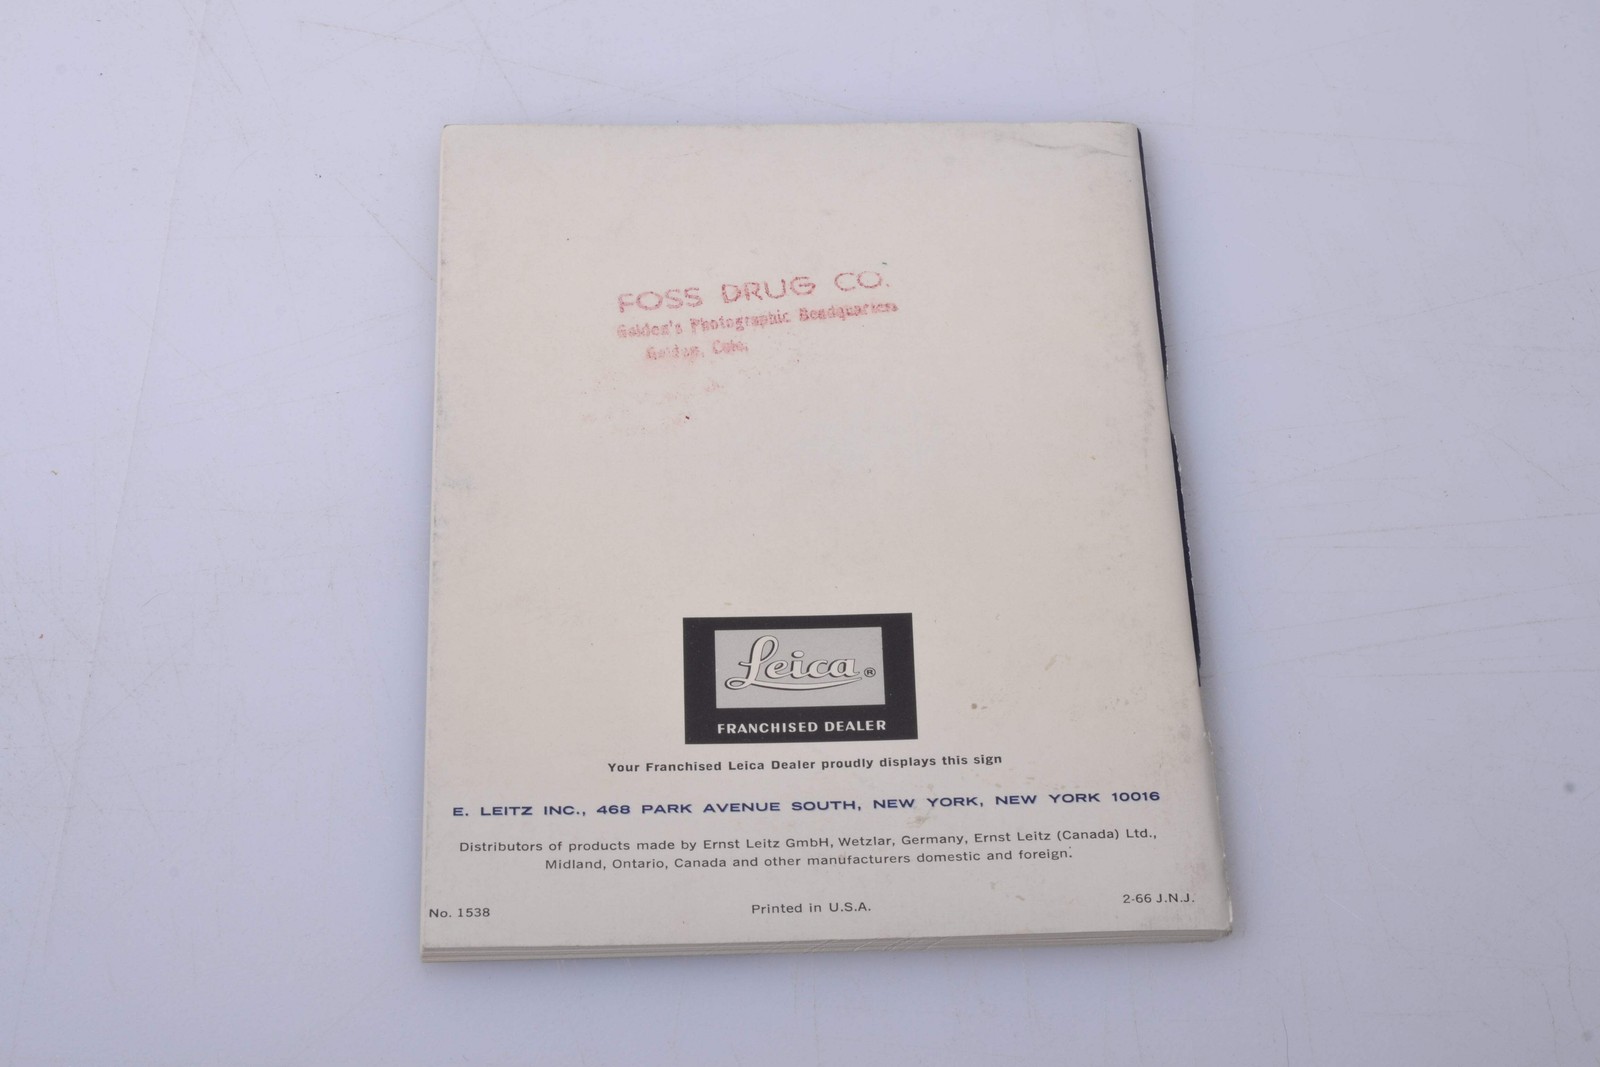 FOSS DRUG CO.
Golden's Photographic Headquarters
Golden, Colo.
Leica®
FRANCHISED DEALER
Your Franchised Leica Dealer proudly displays this sign
E. LEITZ INC., 468 PARK AVENUE SOUTH, NEW YORK, NEW YORK 10016
Distributors of products made by Ernst Leitz GmbH, Wetzlar, Germany, Ernst Leitz (Canada) Ltd.,
Midland, Ontario, Canada and other manufacturers domestic and foreign.
No. 1538
Printed in U.S.A.
2-66 J.N.J.